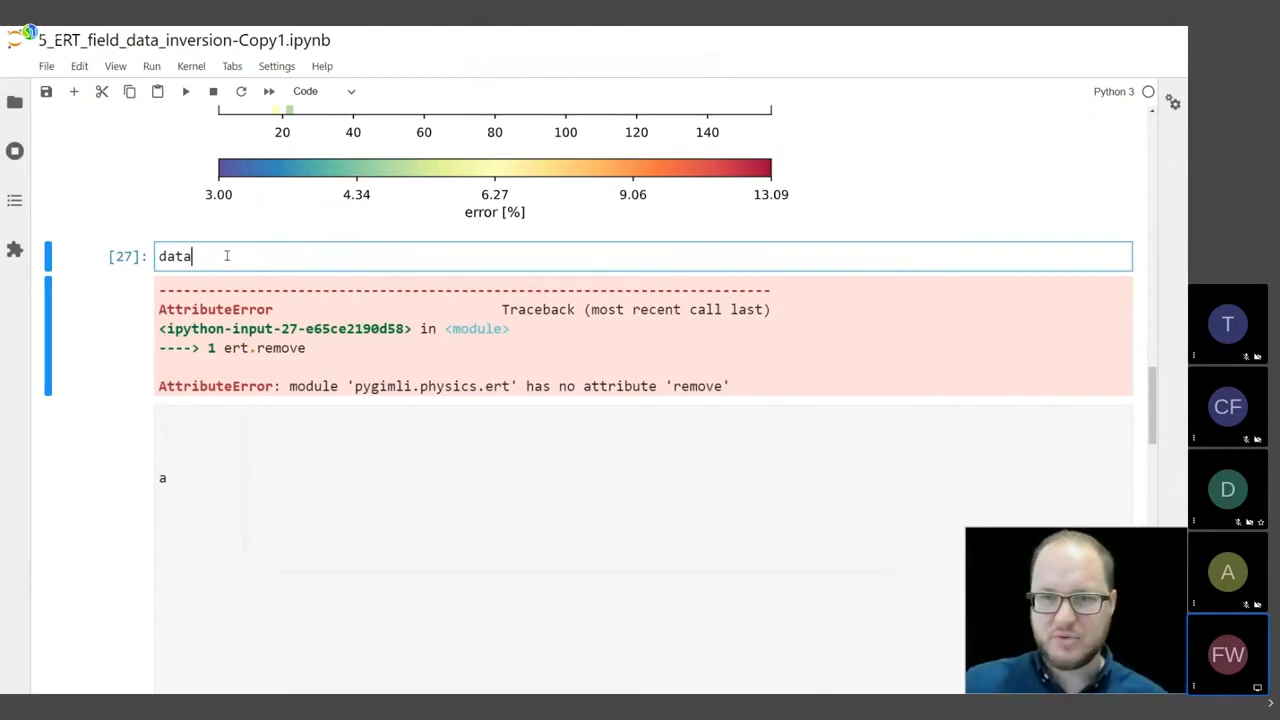 5_ERT_field_data_inversion-Copy1.ipynb
File Edit View Run Kernel Tabs Settings Help
Code
Python 3
20 40 60 80 100 120 140
3.00 4.34 6.27 9.06 13.09
error [%]
[27]: data
---------------------------------------------------------------------------
AttributeError Traceback (most recent call last)
<ipython-input-27-e65ce2190d58> in <module>
----> 1 ert.remove
AttributeError: module 'pygimli.physics.ert' has no attribute 'remove'
a
T
CF
D
A
FW